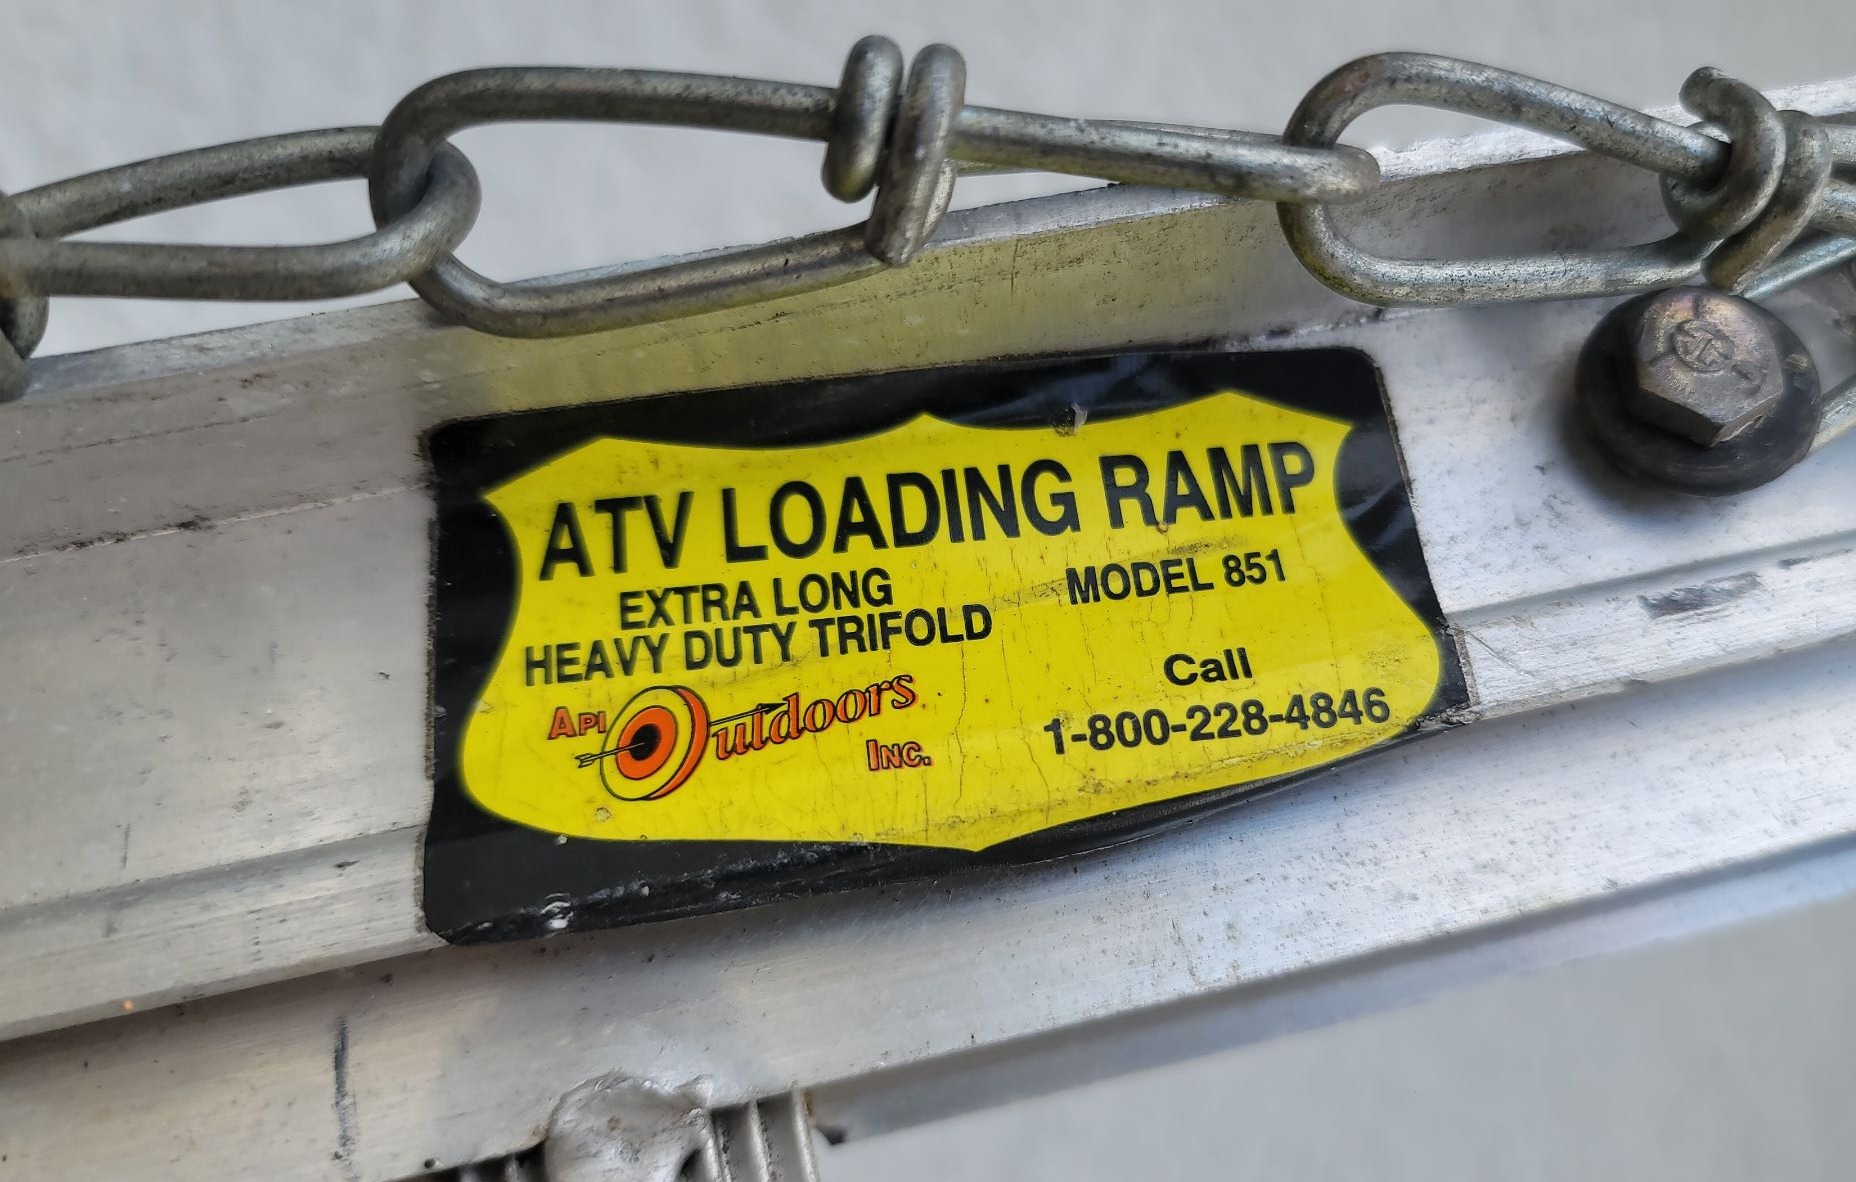 ATV LOADING RAMP
EXTRA LONG
HEAVY DUTY TRIFOLD
MODEL 851
API Outdoors
INC.
Call
1-800-228-4846